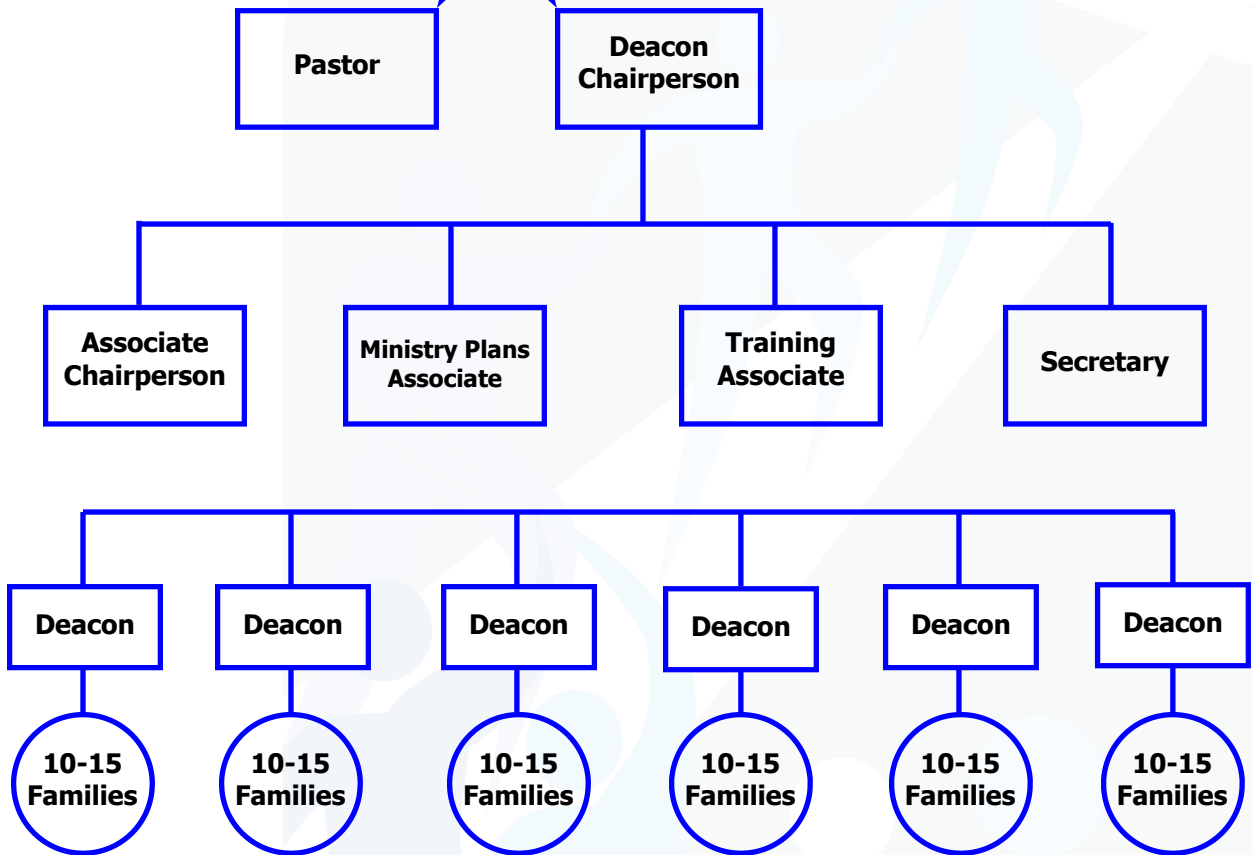 Pastor
Deacon
Chairperson
Associate
Chairperson
Ministry Plans
Associate
Training
Associate
Secretary
Deacon
Deacon
Deacon
Deacon
Deacon
Deacon
10-15
Families
10-15
Families
10-15
Families
10-15
Families
10-15
Families
10-15
Families